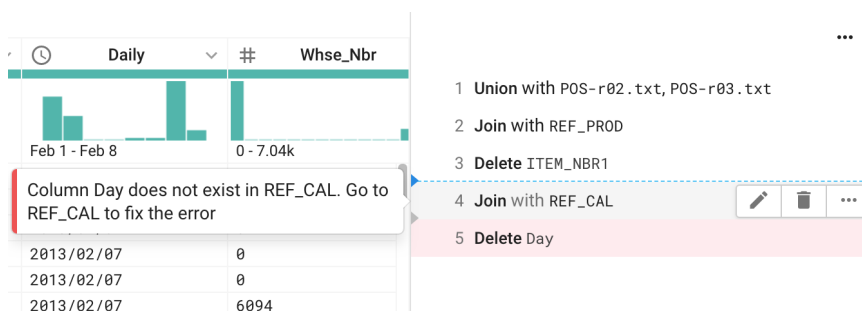 Daily
# Whse_Nbr
Feb 1 - Feb 8
0 - 7.04k
Column Day does not exist in REF_CAL. Go to
REF_CAL to fix the error
2013/02/07 0
2013/02/07 0
2013/02/07 6094
1 Union with POS-r02.txt, POS-r03.txt
2 Join with REF_PROD
3 Delete ITEM_NBR1
4 Join with REF_CAL
5 Delete Day